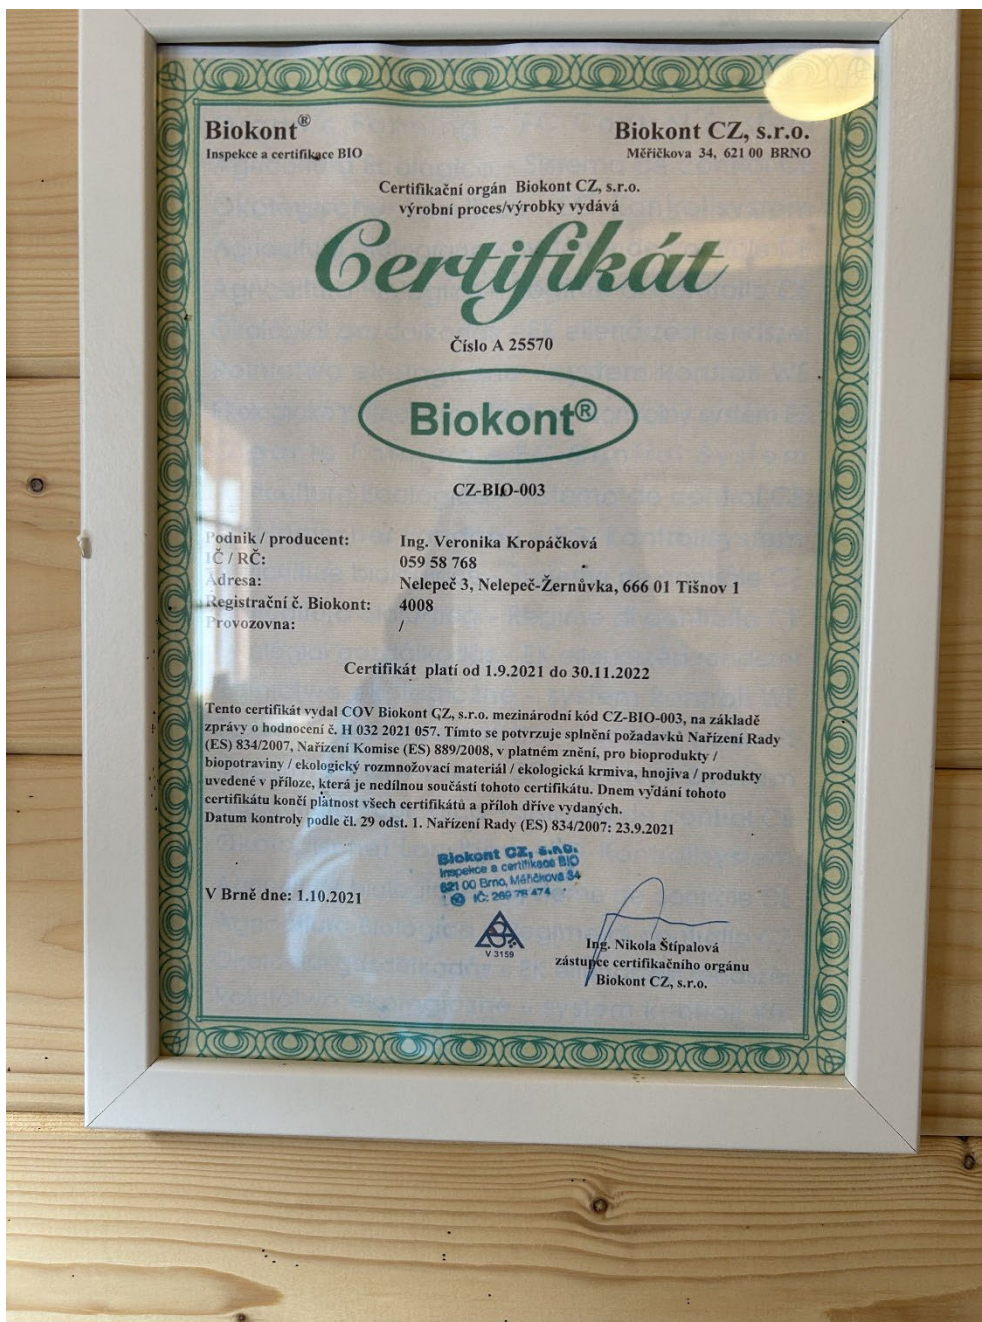 Biokont®
Inspekce a certifikace BIO
Biokont CZ, s.r.o.
Měříčkova 34, 621 00 BRNO
Certifikační orgán Biokont CZ, s.r.o.
výrobní proces/výrobky vydává
Certifikát
Číslo A 25570
Biokont®
CZ-BIO-003
Podnik / producent: Ing. Veronika Kropáčková
IČ / RČ: 059 58 768
Adresa: Nelepeč 3, Nelepeč-Žernůvka, 666 01 Tišnov 1
Registrační č. Biokont: 4008
Provozovna: /
Certifikát platí od 1.9.2021 do 30.11.2022
Tento certifikát vydal COV Biokont CZ, s.r.o. mezinárodní kód CZ-BIO-003, na základě
zprávy o hodnocení č. H 032 2021 057. Tímto se potvrzuje splnění požadavků Nařízení Rady
(ES) 834/2007, Nařízení Komise (ES) 889/2008, v platném znění, pro bioprodukty /
biopotraviny / ekologický rozmnožovací materiál / ekologická krmiva, hnojiva / produkty
uvedené v příloze, která je nedílnou součástí tohoto certifikátu. Dnem vydání tohoto
certifikátu končí platnost všech certifikátů a příloh dříve vydaných.
Datum kontroly podle čl. 29 odst. 1. Nařízení Rady (ES) 834/2007: 23.9.2021
Biokont CZ, s.r.o.
Inspekce a certifikace BIO
621 00 Brno, Měříčkova 34
IČ: 269 78 474
V Brně dne: 1.10.2021
V 3159
Ing. Nikola Štípalová
zástupce certifikačního orgánu
Biokont CZ, s.r.o.